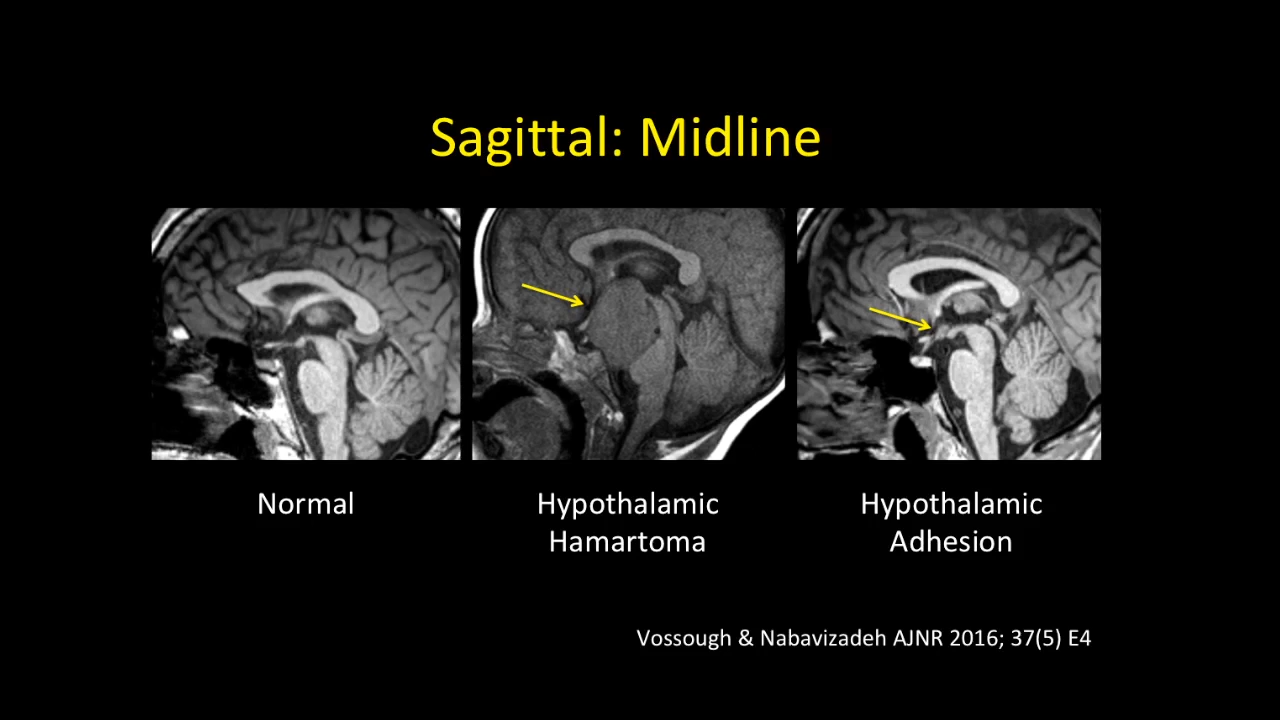 Sagittal: Midline
Normal
Hypothalamic
Hamartoma
Hypothalamic
Adhesion
Vossough & Nabavizadeh AJNR 2016; 37(5) E4